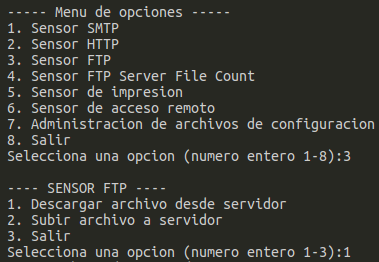 ----- Menu de opciones -----
1. Sensor SMTP
2. Sensor HTTP
3. Sensor FTP
4. Sensor FTP Server File Count
5. Sensor de impresion
6. Sensor de acceso remoto
7. Administracion de archivos de configuracion
8. Salir
Selecciona una opcion (numero entero 1-8):3
---- SENSOR FTP ----
1. Descargar archivo desde servidor
2. Subir archivo a servidor
3. Salir
Selecciona una opcion (numero entero 1-3):1